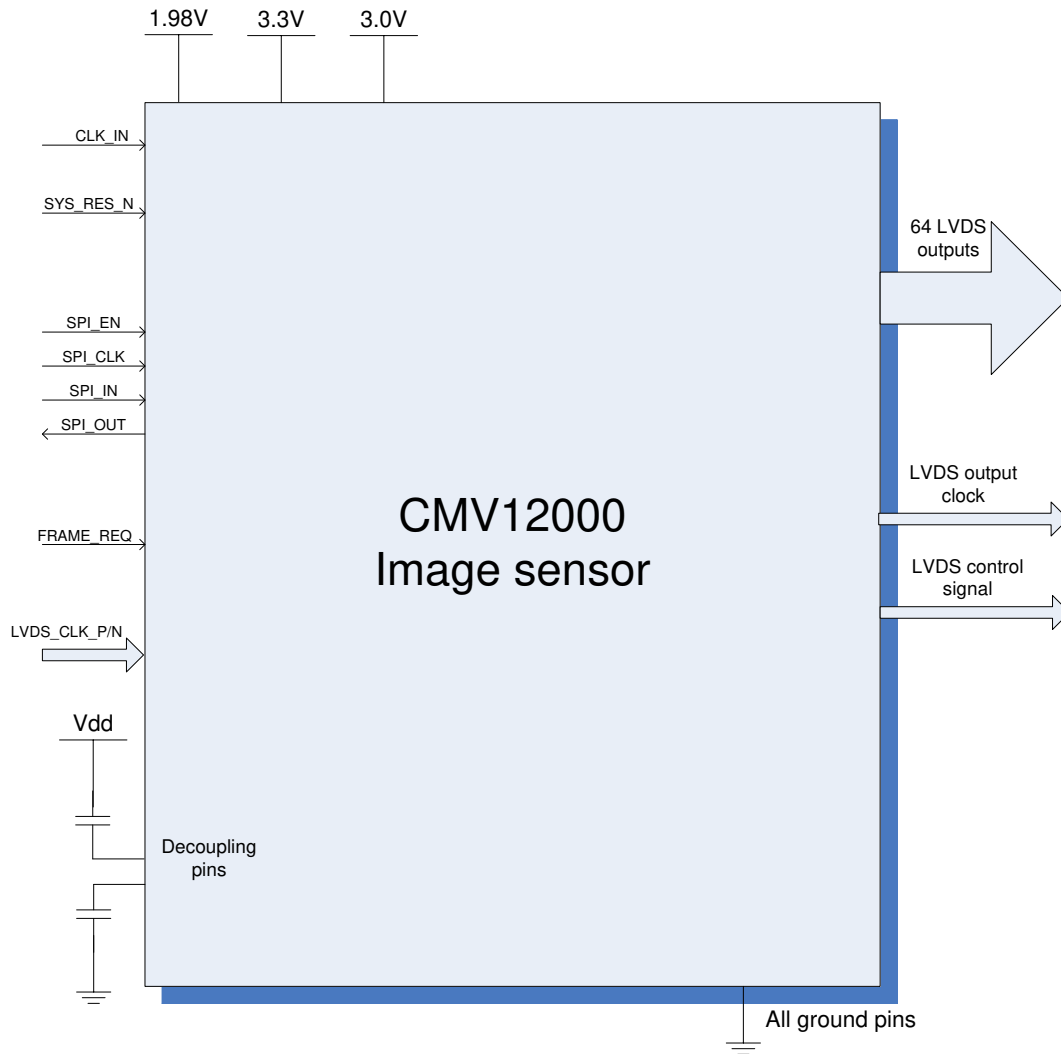 1.98V
3.3V
3.0V
CLK_IN
SYS_RES_N
64 LVDS
outputs
SPI_EN
SPI_CLK
SPI_IN
SPI_OUT
LVDS output
clock
CMV12000
Image sensor
FRAME_REQ
LVDS control
signal
LVDS_CLK_P/N
Vdd
Decoupling
pins
All ground pins